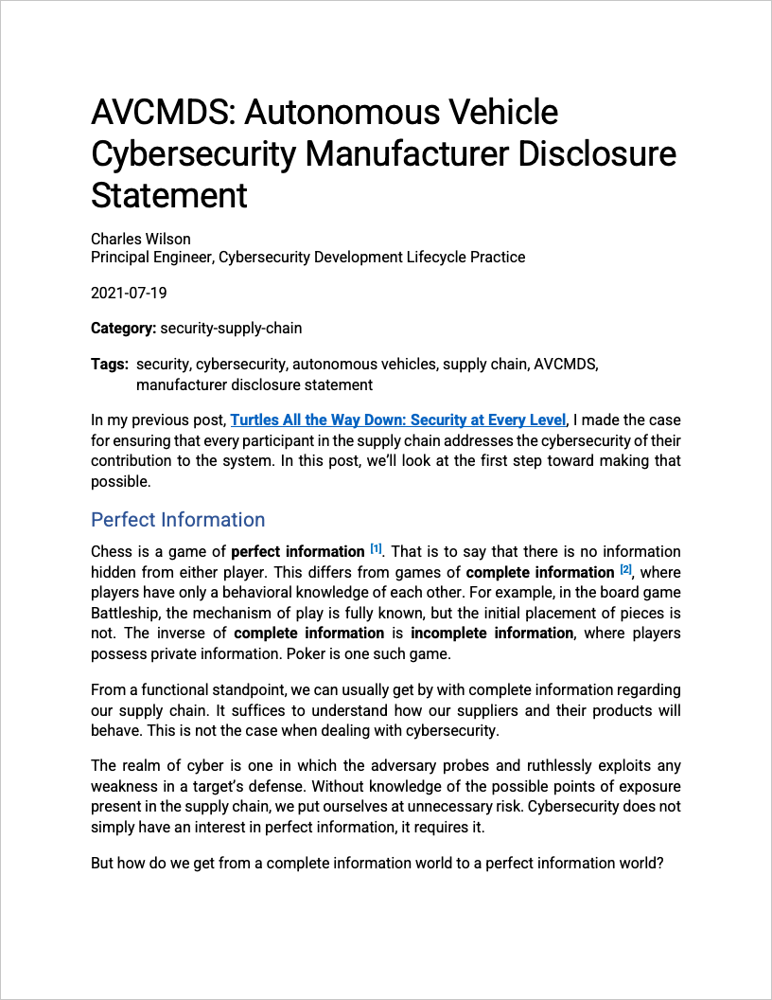 AVCMDS: Autonomous Vehicle
Cybersecurity Manufacturer Disclosure
Statement
Charles Wilson
Principal Engineer, Cybersecurity Development Lifecycle Practice
2021-07-19
Category: security-supply-chain
Tags: security, cybersecurity, autonomous vehicles, supply chain, AVCMDS,
manufacturer disclosure statement
In my previous post, Turtles All the Way Down: Security at Every Level, I made the case
for ensuring that every participant in the supply chain addresses the cybersecurity of their
contribution to the system. In this post, we’ll look at the first step toward making that
possible.
Perfect Information
Chess is a game of perfect information [1]. That is to say that there is no information
hidden from either player. This differs from games of complete information [2], where
players have only a behavioral knowledge of each other. For example, in the board game
Battleship, the mechanism of play is fully known, but the initial placement of pieces is
not. The inverse of complete information is incomplete information, where players
possess private information. Poker is one such game.
From a functional standpoint, we can usually get by with complete information regarding
our supply chain. It suffices to understand how our suppliers and their products will
behave. This is not the case when dealing with cybersecurity.
The realm of cyber is one in which the adversary probes and ruthlessly exploits any
weakness in a target’s defense. Without knowledge of the possible points of exposure
present in the supply chain, we put ourselves at unnecessary risk. Cybersecurity does not
simply have an interest in perfect information, it requires it.
But how do we get from a complete information world to a perfect information world?